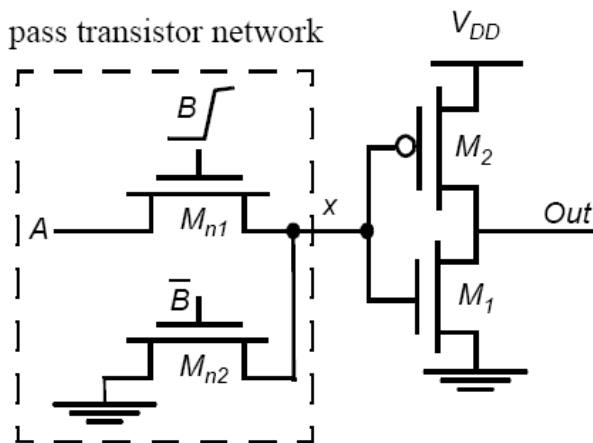 pass transistor network
V_DD
B
M_2
A
M_n1
x
Out
B̅
M_n2
M_1